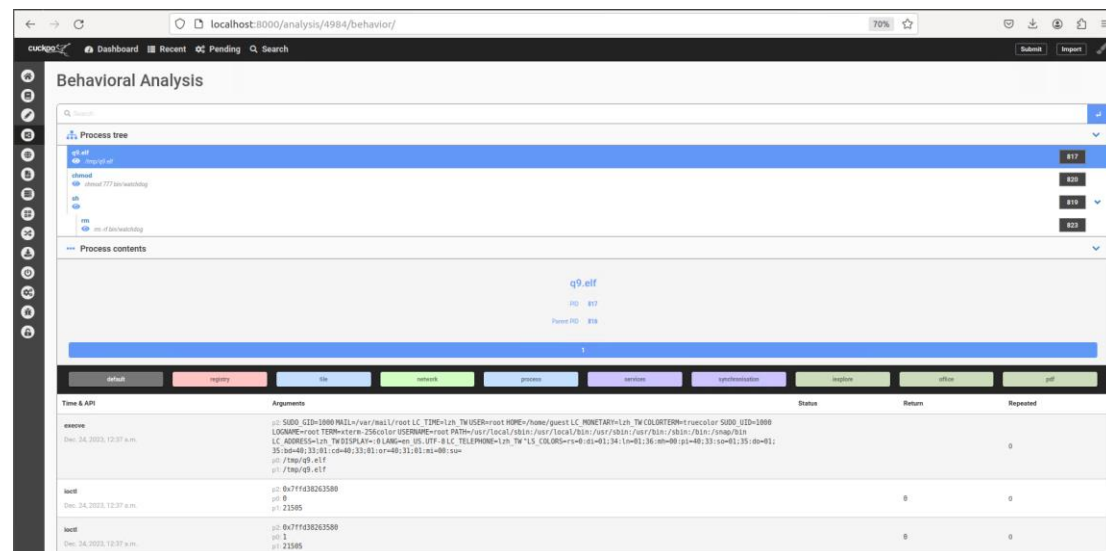 localhost:8000/analysis/4984/behavior/
70%
cuckoo Dashboard Recent Pending Search Submit Import
Behavioral Analysis
Search
Process tree
q9.elf
/tmp/q9.elf
817
chmod
chmod 777 bin/watchdog
820
sh
819
rm
rm -rf bin/watchdog
823
Process contents
q9.elf
PID 817
Parent PID 816
1
default registry file network process services synchronisation iexplore office pdf
Time & API Arguments Status Return Repeated
execve
Dec. 24, 2023, 12:37 a.m.
p2: SUDO_GID=1000 MAIL=/var/mail/root LC_TIME=lzh_TW USER=root HOME=/home/guest LC_MONETARY=lzh_TW COLORTERM=truecolor SUDO_UID=1000
LOGNAME=root TERM=xterm-256color USERNAME=root PATH=/usr/local/sbin:/usr/local/bin:/usr/sbin:/usr/bin:/sbin:/bin:/snap/bin
LC_ADDRESS=lzh_TW DISPLAY=:0 LANG=en_US.UTF-8 LC_TELEPHONE=lzh_TW "LS_COLORS=rs=0:di=01;34:ln=01;36:mh=00:pi=40;33:so=01;35:do=01;
35:bd=40;33;01:cd=40;33;01:or=40;31;01:mi=00:su=
p0: /tmp/q9.elf
p1: /tmp/q9.elf
0
ioctl
Dec. 24, 2023, 12:37 a.m.
p2: 0x7ffd38263580
p0: 0
p1: 21505
0 0
ioctl
Dec. 24, 2023, 12:37 a.m.
p2: 0x7ffd38263580
p0: 1
p1: 21505
0 0